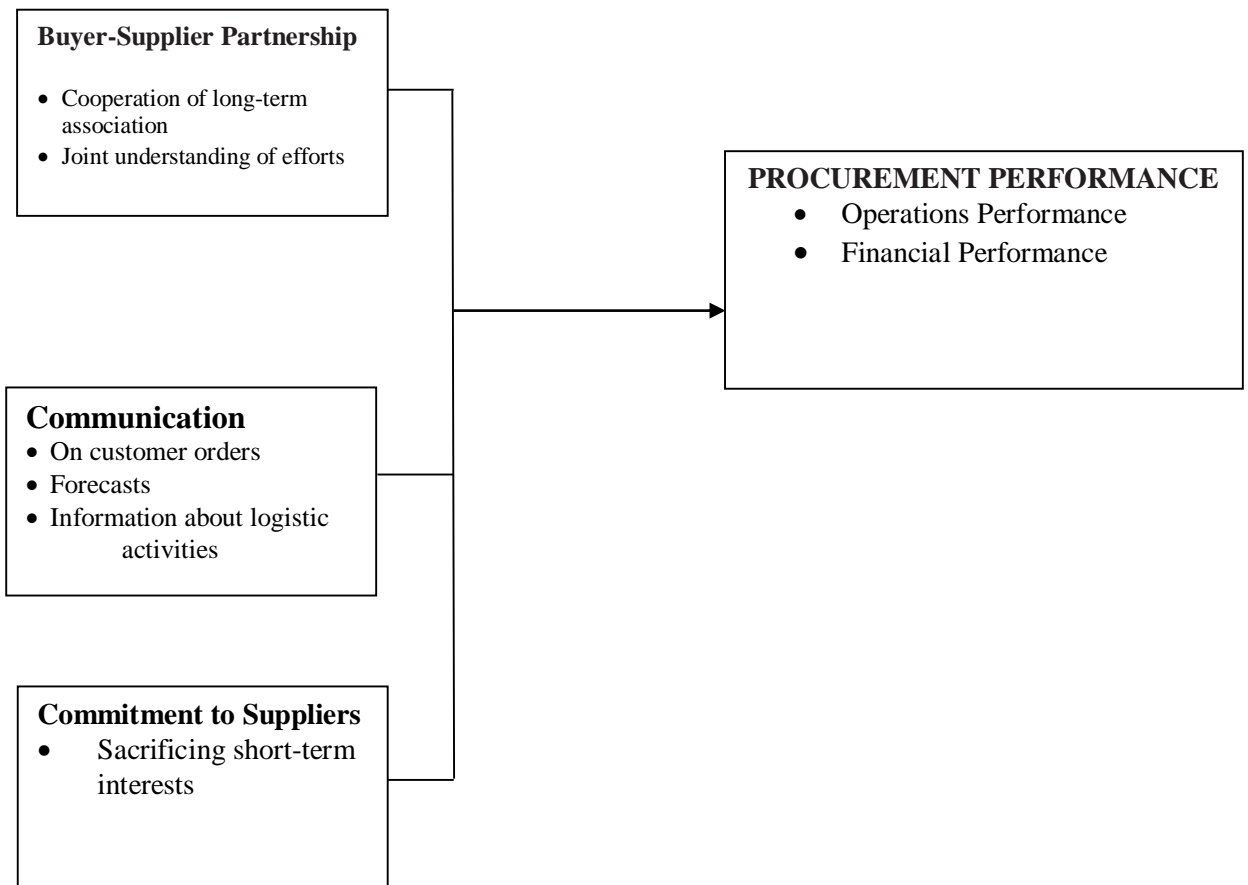 Buyer-Supplier Partnership
• Cooperation of long-term
association
• Joint understanding of efforts
PROCUREMENT PERFORMANCE
• Operations Performance
• Financial Performance
Communication
• On customer orders
• Forecasts
• Information about logistic
activities
Commitment to Suppliers
• Sacrificing short-term
interests